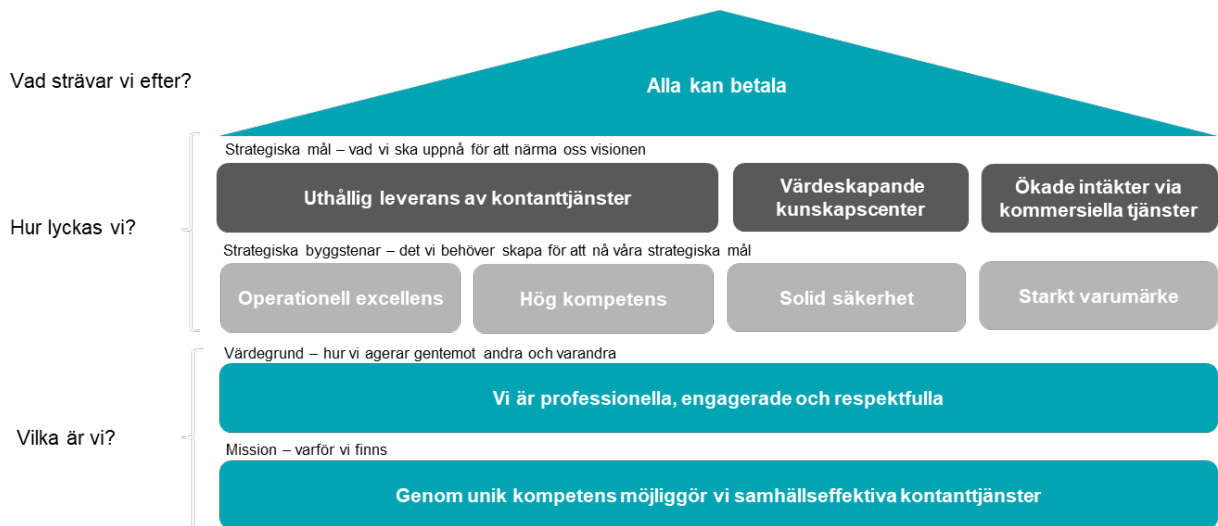 Vad strävar vi efter?
Alla kan betala
Strategiska mål – vad vi ska uppnå för att närma oss visionen
Hur lyckas vi?
Uthållig leverans av kontanttjänster
Värdeskapande
kunskapscenter
Ökade intäkter via
kommersiella tjänster
Strategiska byggstenar – det vi behöver skapa för att nå våra strategiska mål
Operationell excellens
Hög kompetens
Solid säkerhet
Starkt varumärke
Värdegrund – hur vi agerar gentemot andra och varandra
Vi är professionella, engagerade och respektfulla
Vilka är vi?
Mission – varför vi finns
Genom unik kompetens möjliggör vi samhällseffektiva kontanttjänster